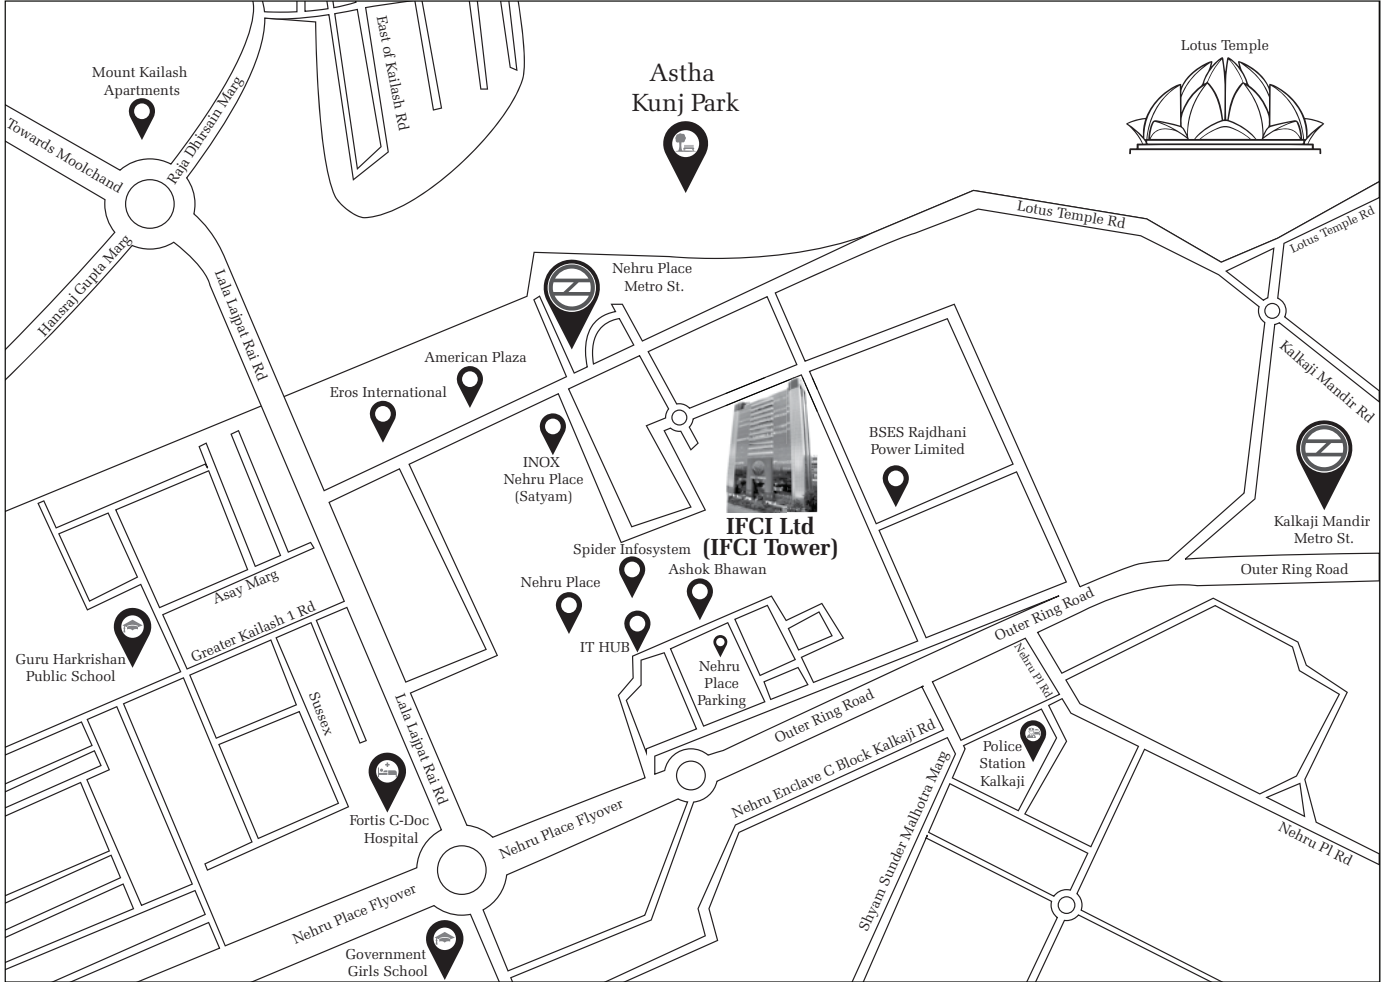 Lotus Temple
Mount Kailash
Apartments
East of Kailash Rd
Astha
Kunj Park
Towards Moolchand
Raja Dhirsain Marg
Hansraj Gupta Marg
Lala Lajpat Rai Rd
Lotus Temple Rd
Lotus Temple Rd
Nehru Place
Metro St.
American Plaza
Eros International
Kalkaji Mandir Rd
INOX
Nehru Place
(Satyam)
BSES Rajdhani
Power Limited
IFCI Ltd
(IFCI Tower)
Kalkaji Mandir
Metro St.
Spider Infosystem
Ashok Bhawan
Nehru Place
Outer Ring Road
Asay Marg
Greater Kailash 1 Rd
IT HUB
Outer Ring Road
Guru Harkrishan
Public School
Nehru
Place
Parking
Nehru Pl Rd
Sussex
Lala Lajpat Rai Rd
Outer Ring Road
Nehru Enclave C Block Kalkaji Rd
Police
Station
Kalkaji
Shyam Sunder Malhotra Marg
Fortis C-Doc
Hospital
Nehru Place Flyover
Nehru Pl Rd
Nehru Place Flyover
Government
Girls School